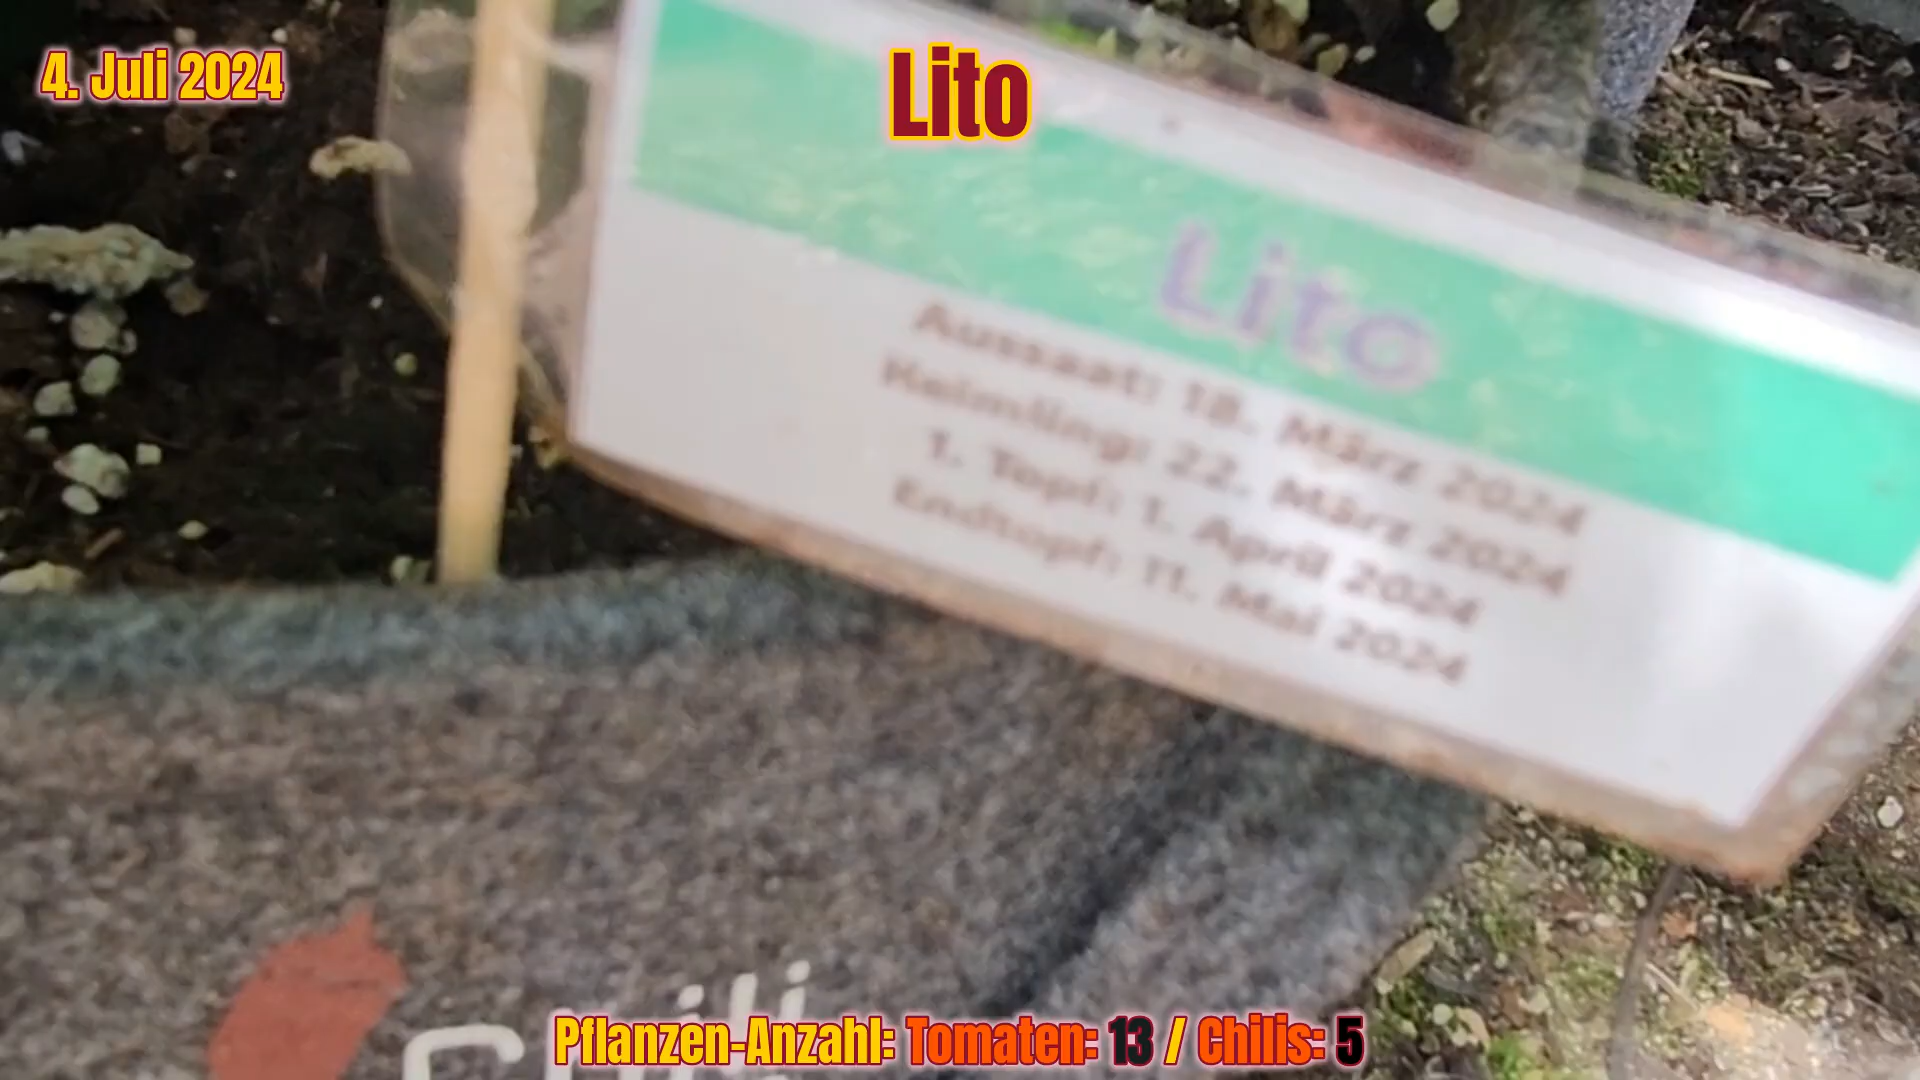 4. Juli 2024
Lito
Lito
Aussaat: 18. März 2024
Keimling: 22. März 2024
1. Topf: 1. April 2024
Endtopf: 11. Mai 2024
Pflanzen-Anzahl: Tomaten: 13 / Chilis: 5